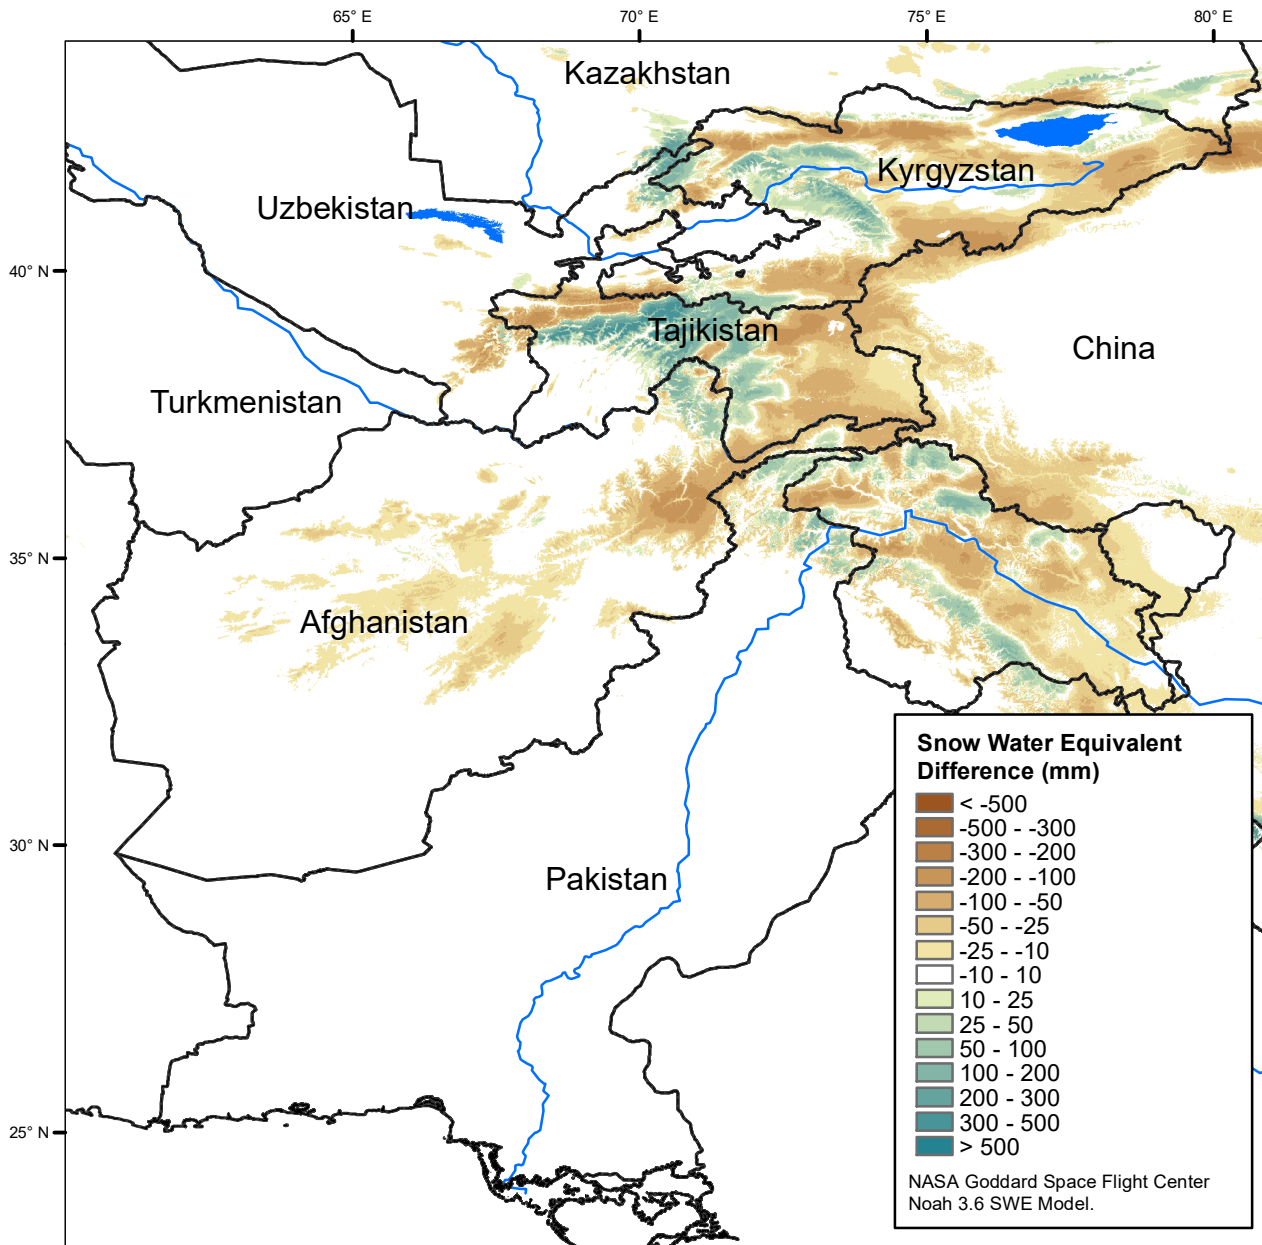 65° E
70° E
75° E
80° E
Kazakhstan
Kyrgyzstan
Uzbekistan
40° N
Tajikistan
China
Turkmenistan
35° N
Afghanistan
30° N
Pakistan
25° N
Snow Water Equivalent
Difference (mm)
< -500
-500 - -300
-300 - -200
-200 - -100
-100 - -50
-50 - -25
-25 - -10
-10 - 10
10 - 25
25 - 50
50 - 100
100 - 200
200 - 300
300 - 500
> 500
NASA Goddard Space Flight Center
Noah 3.6 SWE Model.